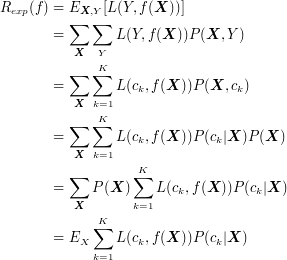 R_{exp}(f) = E_{X,Y}[L(Y, f(X))]
= \sum_{X} \sum_{Y} L(Y, f(X))P(X, Y)
= \sum_{X} \sum_{k=1}^{K} L(c_k, f(X))P(X, c_k)
= \sum_{X} \sum_{k=1}^{K} L(c_k, f(X))P(c_k|X)P(X)
= \sum_{X} P(X) \sum_{k=1}^{K} L(c_k, f(X))P(c_k|X)
= E_X \sum_{k=1}^{K} L(c_k, f(X))P(c_k|X)